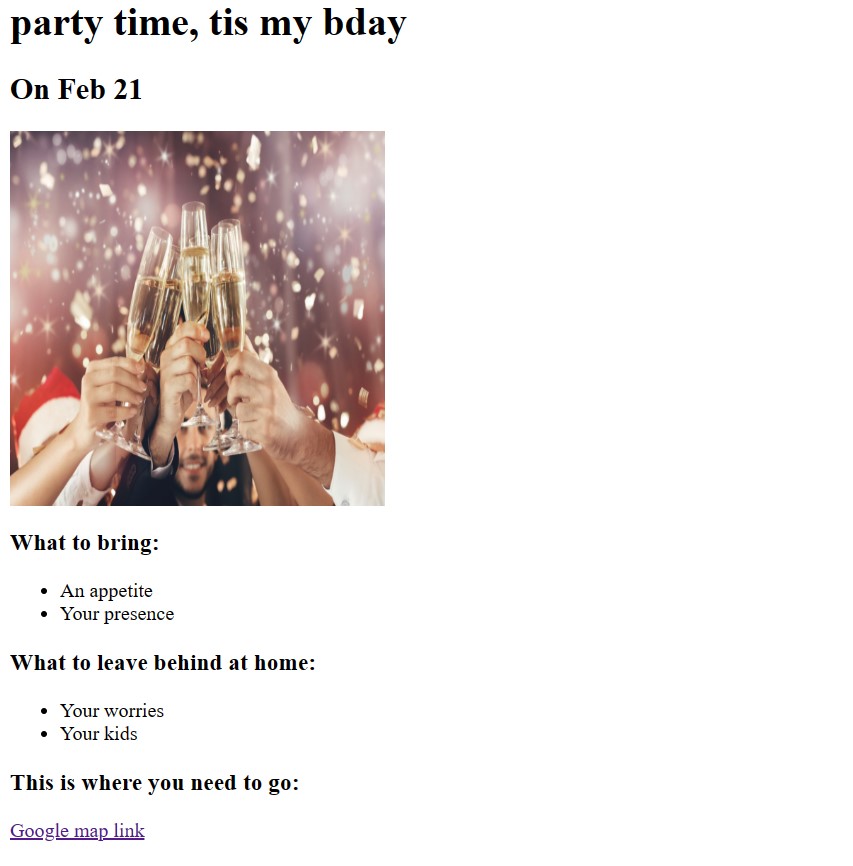 party time, tis my bday
On Feb 21
What to bring:
An appetite
Your presence
What to leave behind at home:
Your worries
Your kids
This is where you need to go:
Google map link